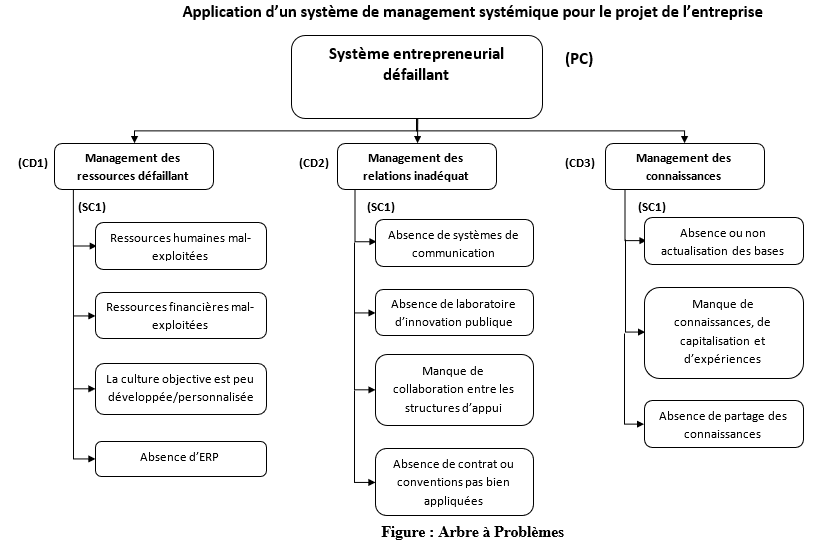 Application d’un système de management systémique pour le projet de l’entreprise
Système entrepreneurial
défaillant
(PC)
(CD1)
Management des
ressources défaillant
(SC1)
Ressources humaines mal-
exploitées
Ressources financières mal-
exploitées
La culture objective est peu
développée/personnalisée
Absence d’ERP
(CD2)
Management des
relations inadéquat
(SC1)
Absence de systèmes de
communication
Absence de laboratoire
d’innovation publique
Manque de
collaboration entre les
structures d’appui
Absence de contrat ou
conventions pas bien
appliquées
(CD3)
Management des
connaissances
(SC1)
Absence ou non
actualisation des bases
Manque de
connaissances, de
capitalisation et
d’expériences
Absence de partage des
connaissances
Figure : Arbre à Problèmes